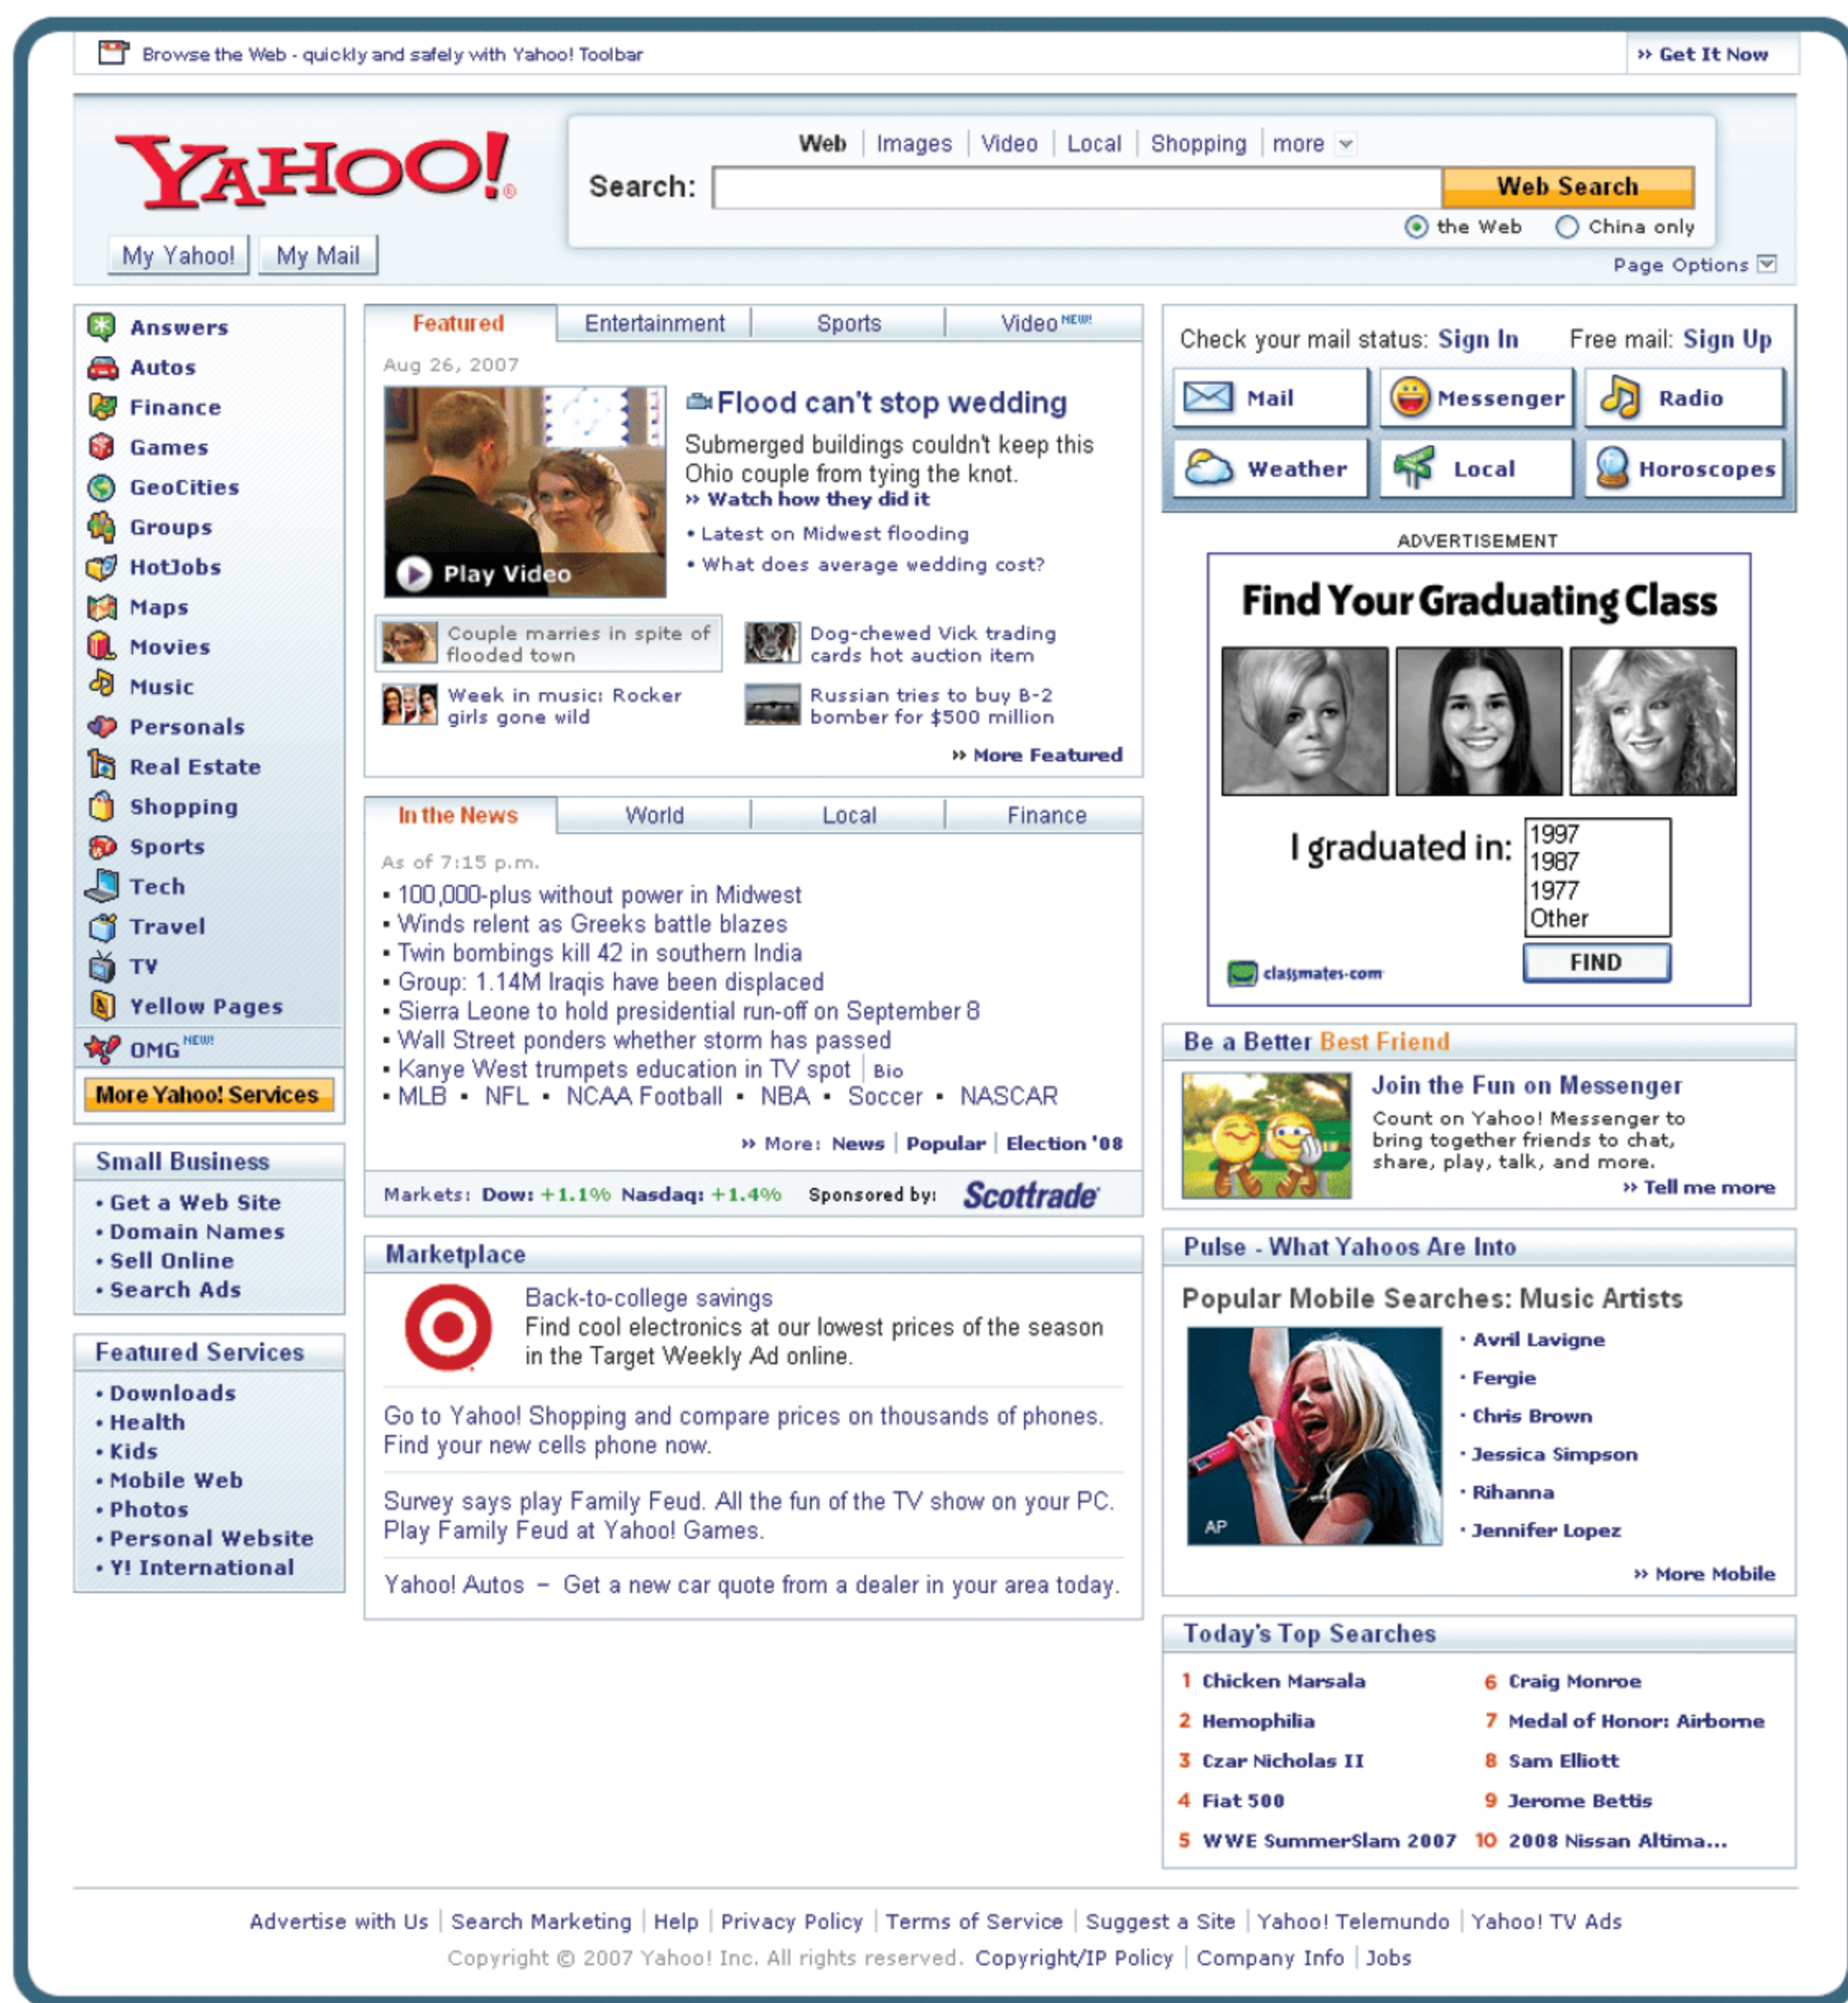 Browse the Web - quickly and safely with Yahoo! Toolbar
›› Get It Now
YAHOO!®
My Yahoo!
My Mail
Web | Images | Video | Local | Shopping | more
Search:
Web Search
the Web
China only
Page Options
Answers
Autos
Finance
Games
GeoCities
Groups
HotJobs
Maps
Movies
Music
Personals
Real Estate
Shopping
Sports
Tech
Travel
TV
Yellow Pages
OMG NEW!
More Yahoo! Services
Small Business
• Get a Web Site
• Domain Names
• Sell Online
• Search Ads
Featured Services
• Downloads
• Health
• Kids
• Mobile Web
• Photos
• Personal Website
• Y! International
Featured
Entertainment
Sports
Video NEW!
Aug 26, 2007
Play Video
Flood can't stop wedding
Submerged buildings couldn't keep this
Ohio couple from tying the knot.
›› Watch how they did it
• Latest on Midwest flooding
• What does average wedding cost?
Couple marries in spite of
flooded town
Dog-chewed Vick trading
cards hot auction item
Week in music: Rocker
girls gone wild
Russian tries to buy B-2
bomber for $500 million
›› More Featured
In the News
World
Local
Finance
As of 7:15 p.m.
▪ 100,000-plus without power in Midwest
▪ Winds relent as Greeks battle blazes
▪ Twin bombings kill 42 in southern India
▪ Group: 1.14M Iraqis have been displaced
▪ Sierra Leone to hold presidential run-off on September 8
▪ Wall Street ponders whether storm has passed
▪ Kanye West trumpets education in TV spot | Bio
▪ MLB ▪ NFL ▪ NCAA Football ▪ NBA ▪ Soccer ▪ NASCAR
›› More: News | Popular | Election '08
Markets: Dow: +1.1% Nasdaq: +1.4% Sponsored by: Scottrade
Marketplace
Back-to-college savings
Find cool electronics at our lowest prices of the season
in the Target Weekly Ad online.
Go to Yahoo! Shopping and compare prices on thousands of phones.
Find your new cells phone now.
Survey says play Family Feud. All the fun of the TV show on your PC.
Play Family Feud at Yahoo! Games.
Yahoo! Autos – Get a new car quote from a dealer in your area today.
Check your mail status: Sign In
Free mail: Sign Up
Mail
Messenger
Radio
Weather
Local
Horoscopes
ADVERTISEMENT
Find Your Graduating Class
I graduated in:
1997
1987
1977
Other
FIND
classmates.com
Be a Better Best Friend
Join the Fun on Messenger
Count on Yahoo! Messenger to
bring together friends to chat,
share, play, talk, and more.
›› Tell me more
Pulse - What Yahoos Are Into
Popular Mobile Searches: Music Artists
AP
· Avril Lavigne
· Fergie
· Chris Brown
· Jessica Simpson
· Rihanna
· Jennifer Lopez
›› More Mobile
Today's Top Searches
1 Chicken Marsala
2 Hemophilia
3 Czar Nicholas II
4 Fiat 500
5 WWE SummerSlam 2007
6 Craig Monroe
7 Medal of Honor: Airborne
8 Sam Elliott
9 Jerome Bettis
10 2008 Nissan Altima...
Advertise with Us | Search Marketing | Help | Privacy Policy | Terms of Service | Suggest a Site | Yahoo! Telemundo | Yahoo! TV Ads
Copyright © 2007 Yahoo! Inc. All rights reserved. Copyright/IP Policy | Company Info | Jobs